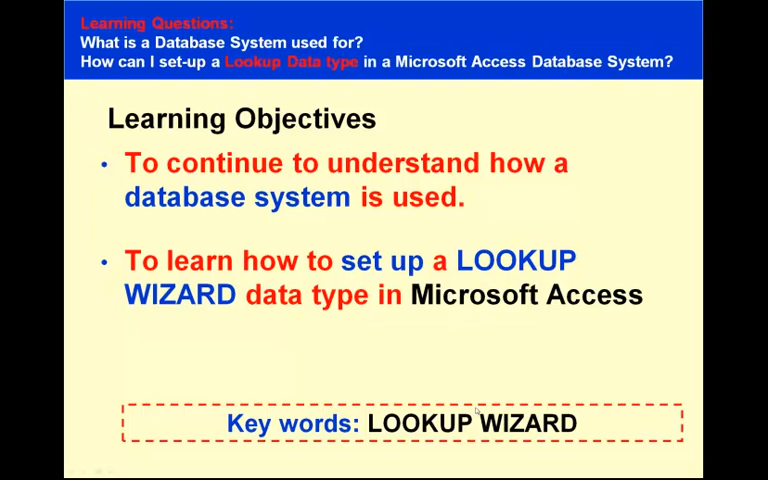 Learning Questions:
What is a Database System used for?
How can I set-up a Lookup Data type in a Microsoft Access Database System?
Learning Objectives
• To continue to understand how a
database system is used.
• To learn how to set up a LOOKUP
WIZARD data type in Microsoft Access
Key words: LOOKUP WIZARD